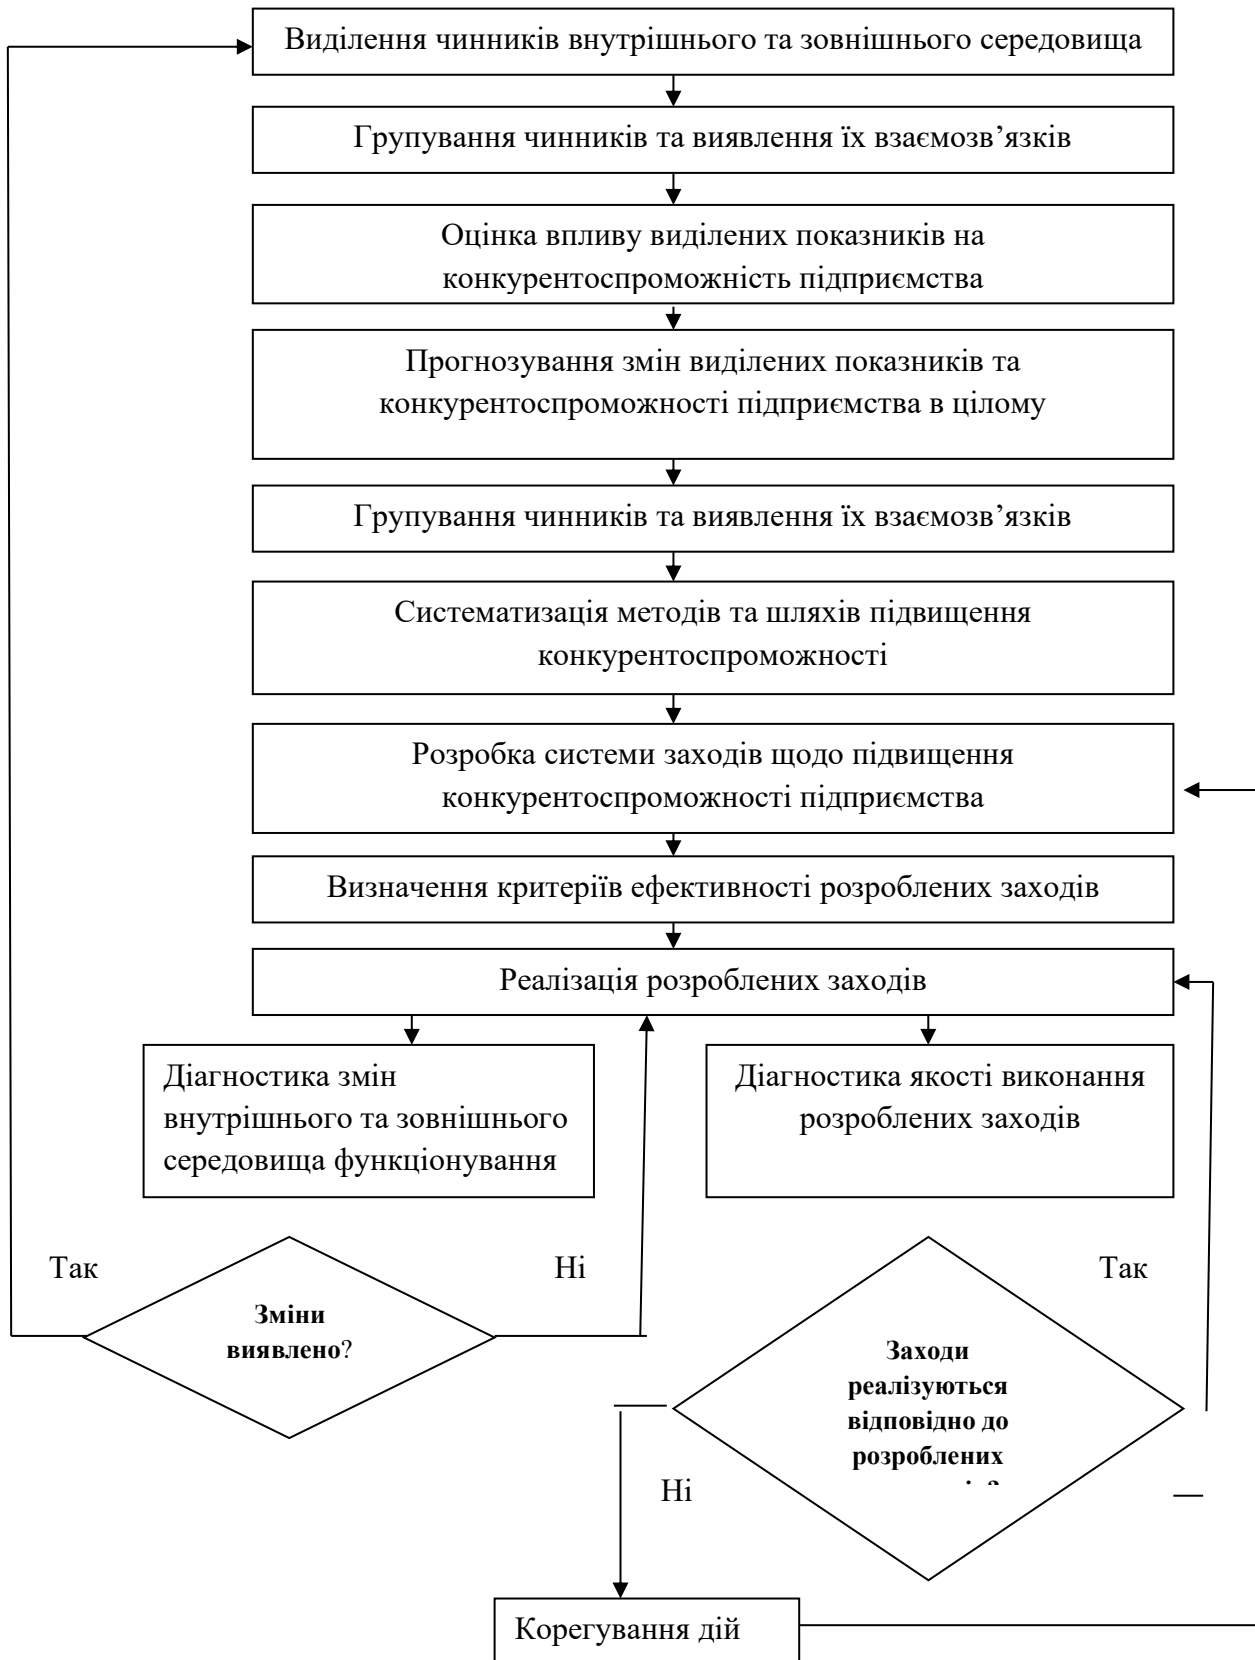 Виділення чинників внутрішнього та зовнішнього середовища
Групування чинників та виявлення їх взаємозв’язків
Оцінка впливу виділених показників на
конкурентоспроможність підприємства
Прогнозування змін виділених показників та
конкурентоспроможності підприємства в цілому
Групування чинників та виявлення їх взаємозв’язків
Систематизація методів та шляхів підвищення
конкурентоспроможності
Розробка системи заходів щодо підвищення
конкурентоспроможності підприємства
Визначення критеріїв ефективності розроблених заходів
Реалізація розроблених заходів
Діагностика змін
внутрішнього та зовнішнього
середовища функціонування
Діагностика якості виконання
розроблених заходів
Так
Ні
Зміни
виявлено?
Так
Заходи
реалізуються
відповідно до
розроблених
Ні
Корегування дій